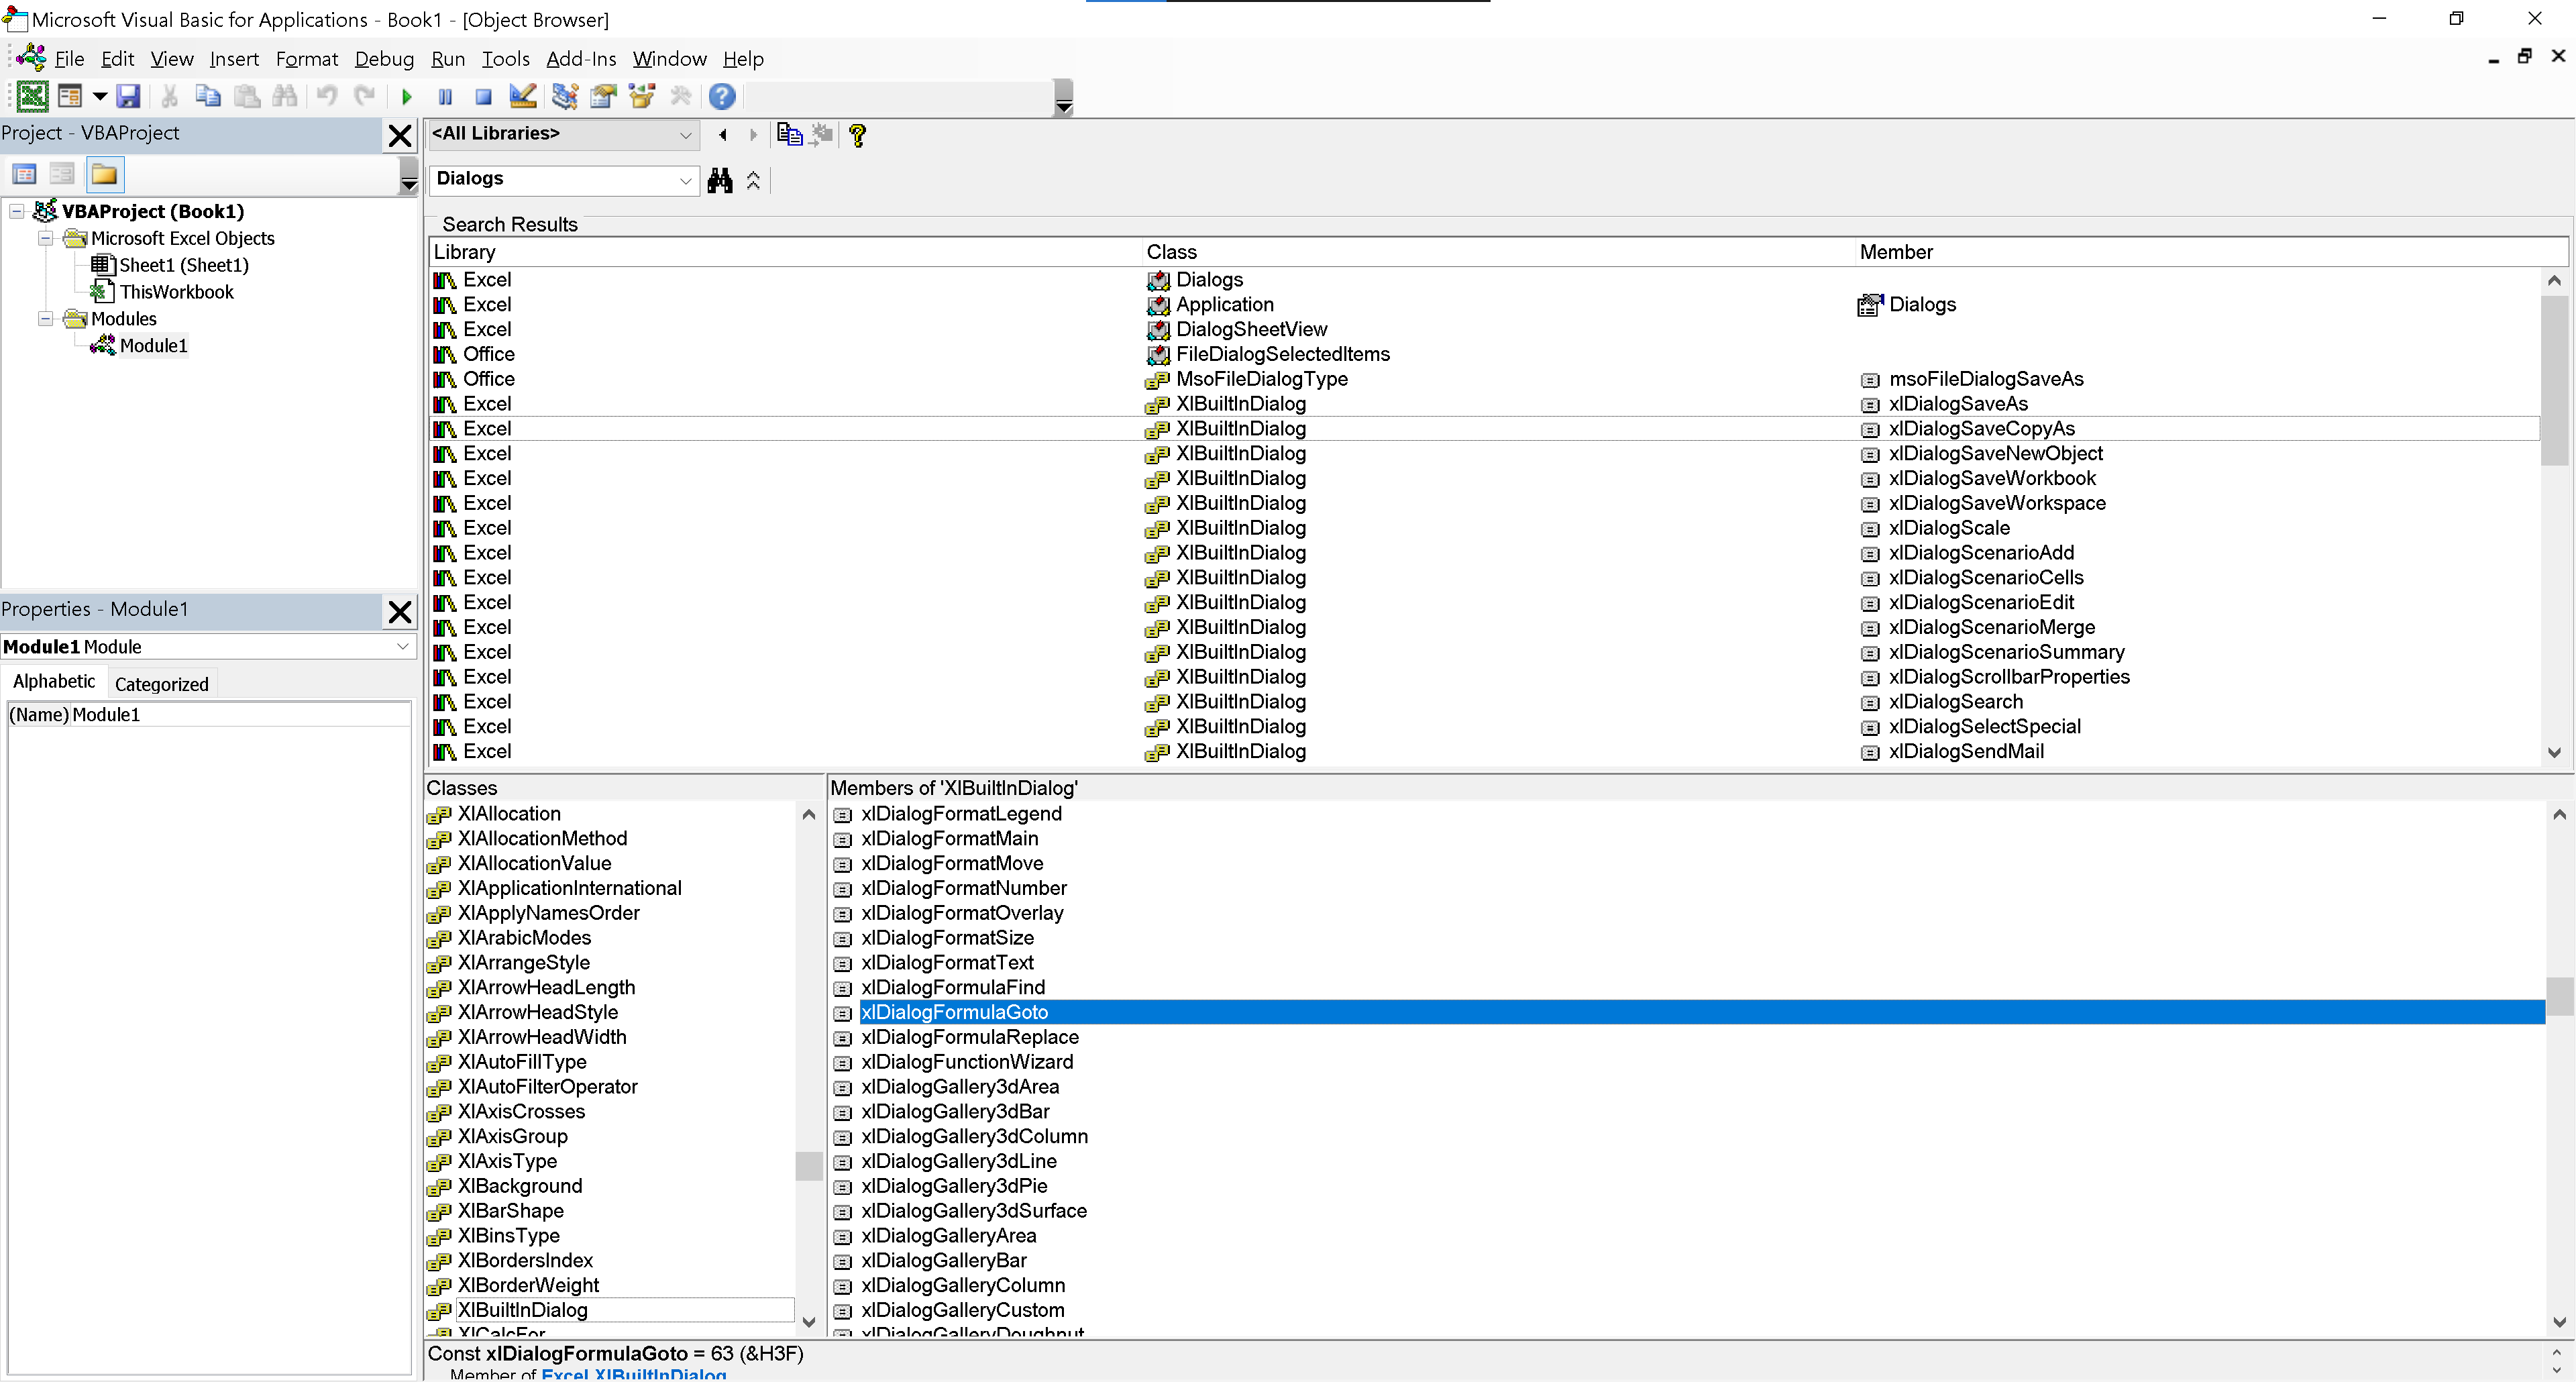 Microsoft Visual Basic for Applications - Book1 - [Object Browser]
File Edit View Insert Format Debug Run Tools Add-Ins Window Help
Project - VBAProject
VBAProject (Book1)
Microsoft Excel Objects
Sheet1 (Sheet1)
ThisWorkbook
Modules
Module1
Properties - Module1
Module1 Module
Alphabetic Categorized
(Name) Module1
<All Libraries>
Dialogs
Search Results
Library Class Member
Excel Dialogs
Excel Application Dialogs
Excel DialogSheetView
Office FileDialogSelectedItems
Office MsoFileDialogType msoFileDialogSaveAs
Excel XlBuiltInDialog xlDialogSaveAs
Excel XlBuiltInDialog xlDialogSaveCopyAs
Excel XlBuiltInDialog xlDialogSaveNewObject
Excel XlBuiltInDialog xlDialogSaveWorkbook
Excel XlBuiltInDialog xlDialogSaveWorkspace
Excel XlBuiltInDialog xlDialogScale
Excel XlBuiltInDialog xlDialogScenarioAdd
Excel XlBuiltInDialog xlDialogScenarioCells
Excel XlBuiltInDialog xlDialogScenarioEdit
Excel XlBuiltInDialog xlDialogScenarioMerge
Excel XlBuiltInDialog xlDialogScenarioSummary
Excel XlBuiltInDialog xlDialogScrollbarProperties
Excel XlBuiltInDialog xlDialogSearch
Excel XlBuiltInDialog xlDialogSelectSpecial
Excel XlBuiltInDialog xlDialogSendMail
Classes
XlAllocation
XlAllocationMethod
XlAllocationValue
XlApplicationInternational
XlApplyNamesOrder
XlArabicModes
XlArrangeStyle
XlArrowHeadLength
XlArrowHeadStyle
XlArrowHeadWidth
XlAutoFillType
XlAutoFilterOperator
XlAxisCrosses
XlAxisGroup
XlAxisType
XlBackground
XlBarShape
XlBinsType
XlBordersIndex
XlBorderWeight
XlBuiltInDialog
XlCalcFor
Members of 'XlBuiltInDialog'
xlDialogFormatLegend
xlDialogFormatMain
xlDialogFormatMove
xlDialogFormatNumber
xlDialogFormatOverlay
xlDialogFormatSize
xlDialogFormatText
xlDialogFormulaFind
xlDialogFormulaGoto
xlDialogFormulaReplace
xlDialogFunctionWizard
xlDialogGallery3dArea
xlDialogGallery3dBar
xlDialogGallery3dColumn
xlDialogGallery3dLine
xlDialogGallery3dPie
xlDialogGallery3dSurface
xlDialogGalleryArea
xlDialogGalleryBar
xlDialogGalleryColumn
xlDialogGalleryCustom
xlDialogGalleryDoughnut
Const xlDialogFormulaGoto = 63 (&H3F)
Member of Excel.XlBuiltInDialog